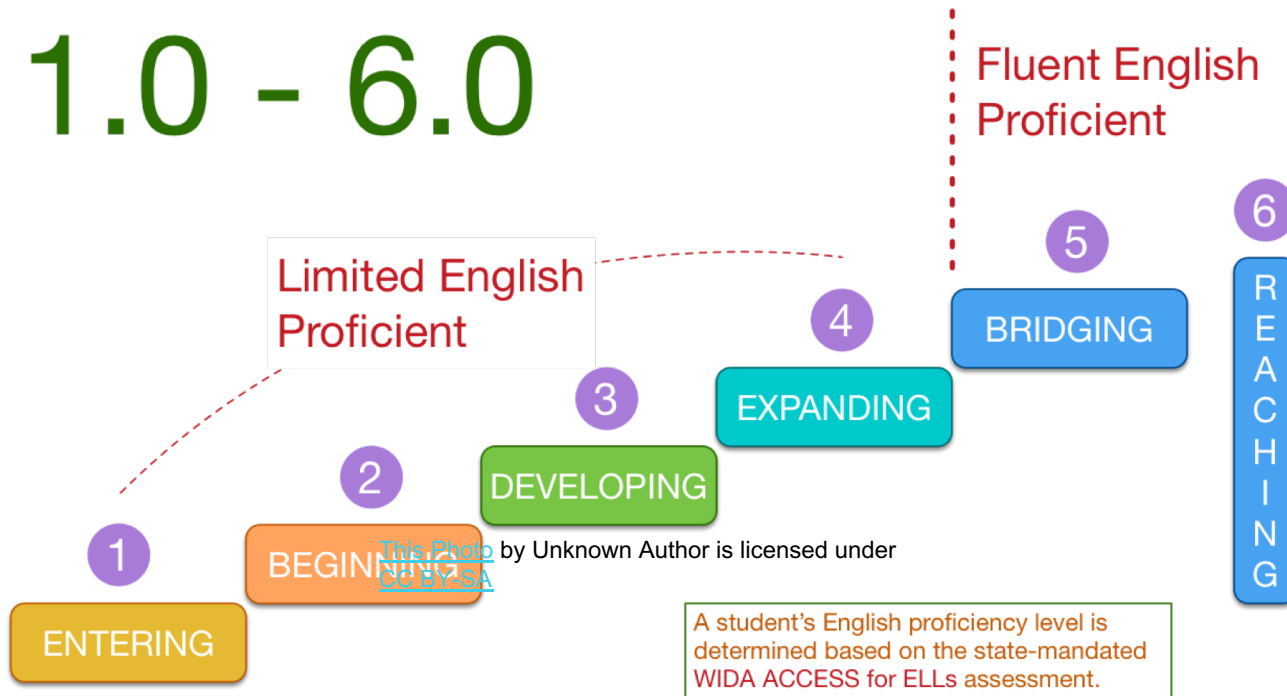 1.0 - 6.0
Fluent English
Proficient
Limited English
Proficient
1
ENTERING
2
BEGINNING
3
DEVELOPING
4
EXPANDING
5
BRIDGING
6
REACHING
This Photo by Unknown Author is licensed under
CC BY-SA
A student's English proficiency level is
determined based on the state-mandated
WIDA ACCESS for ELLs assessment.